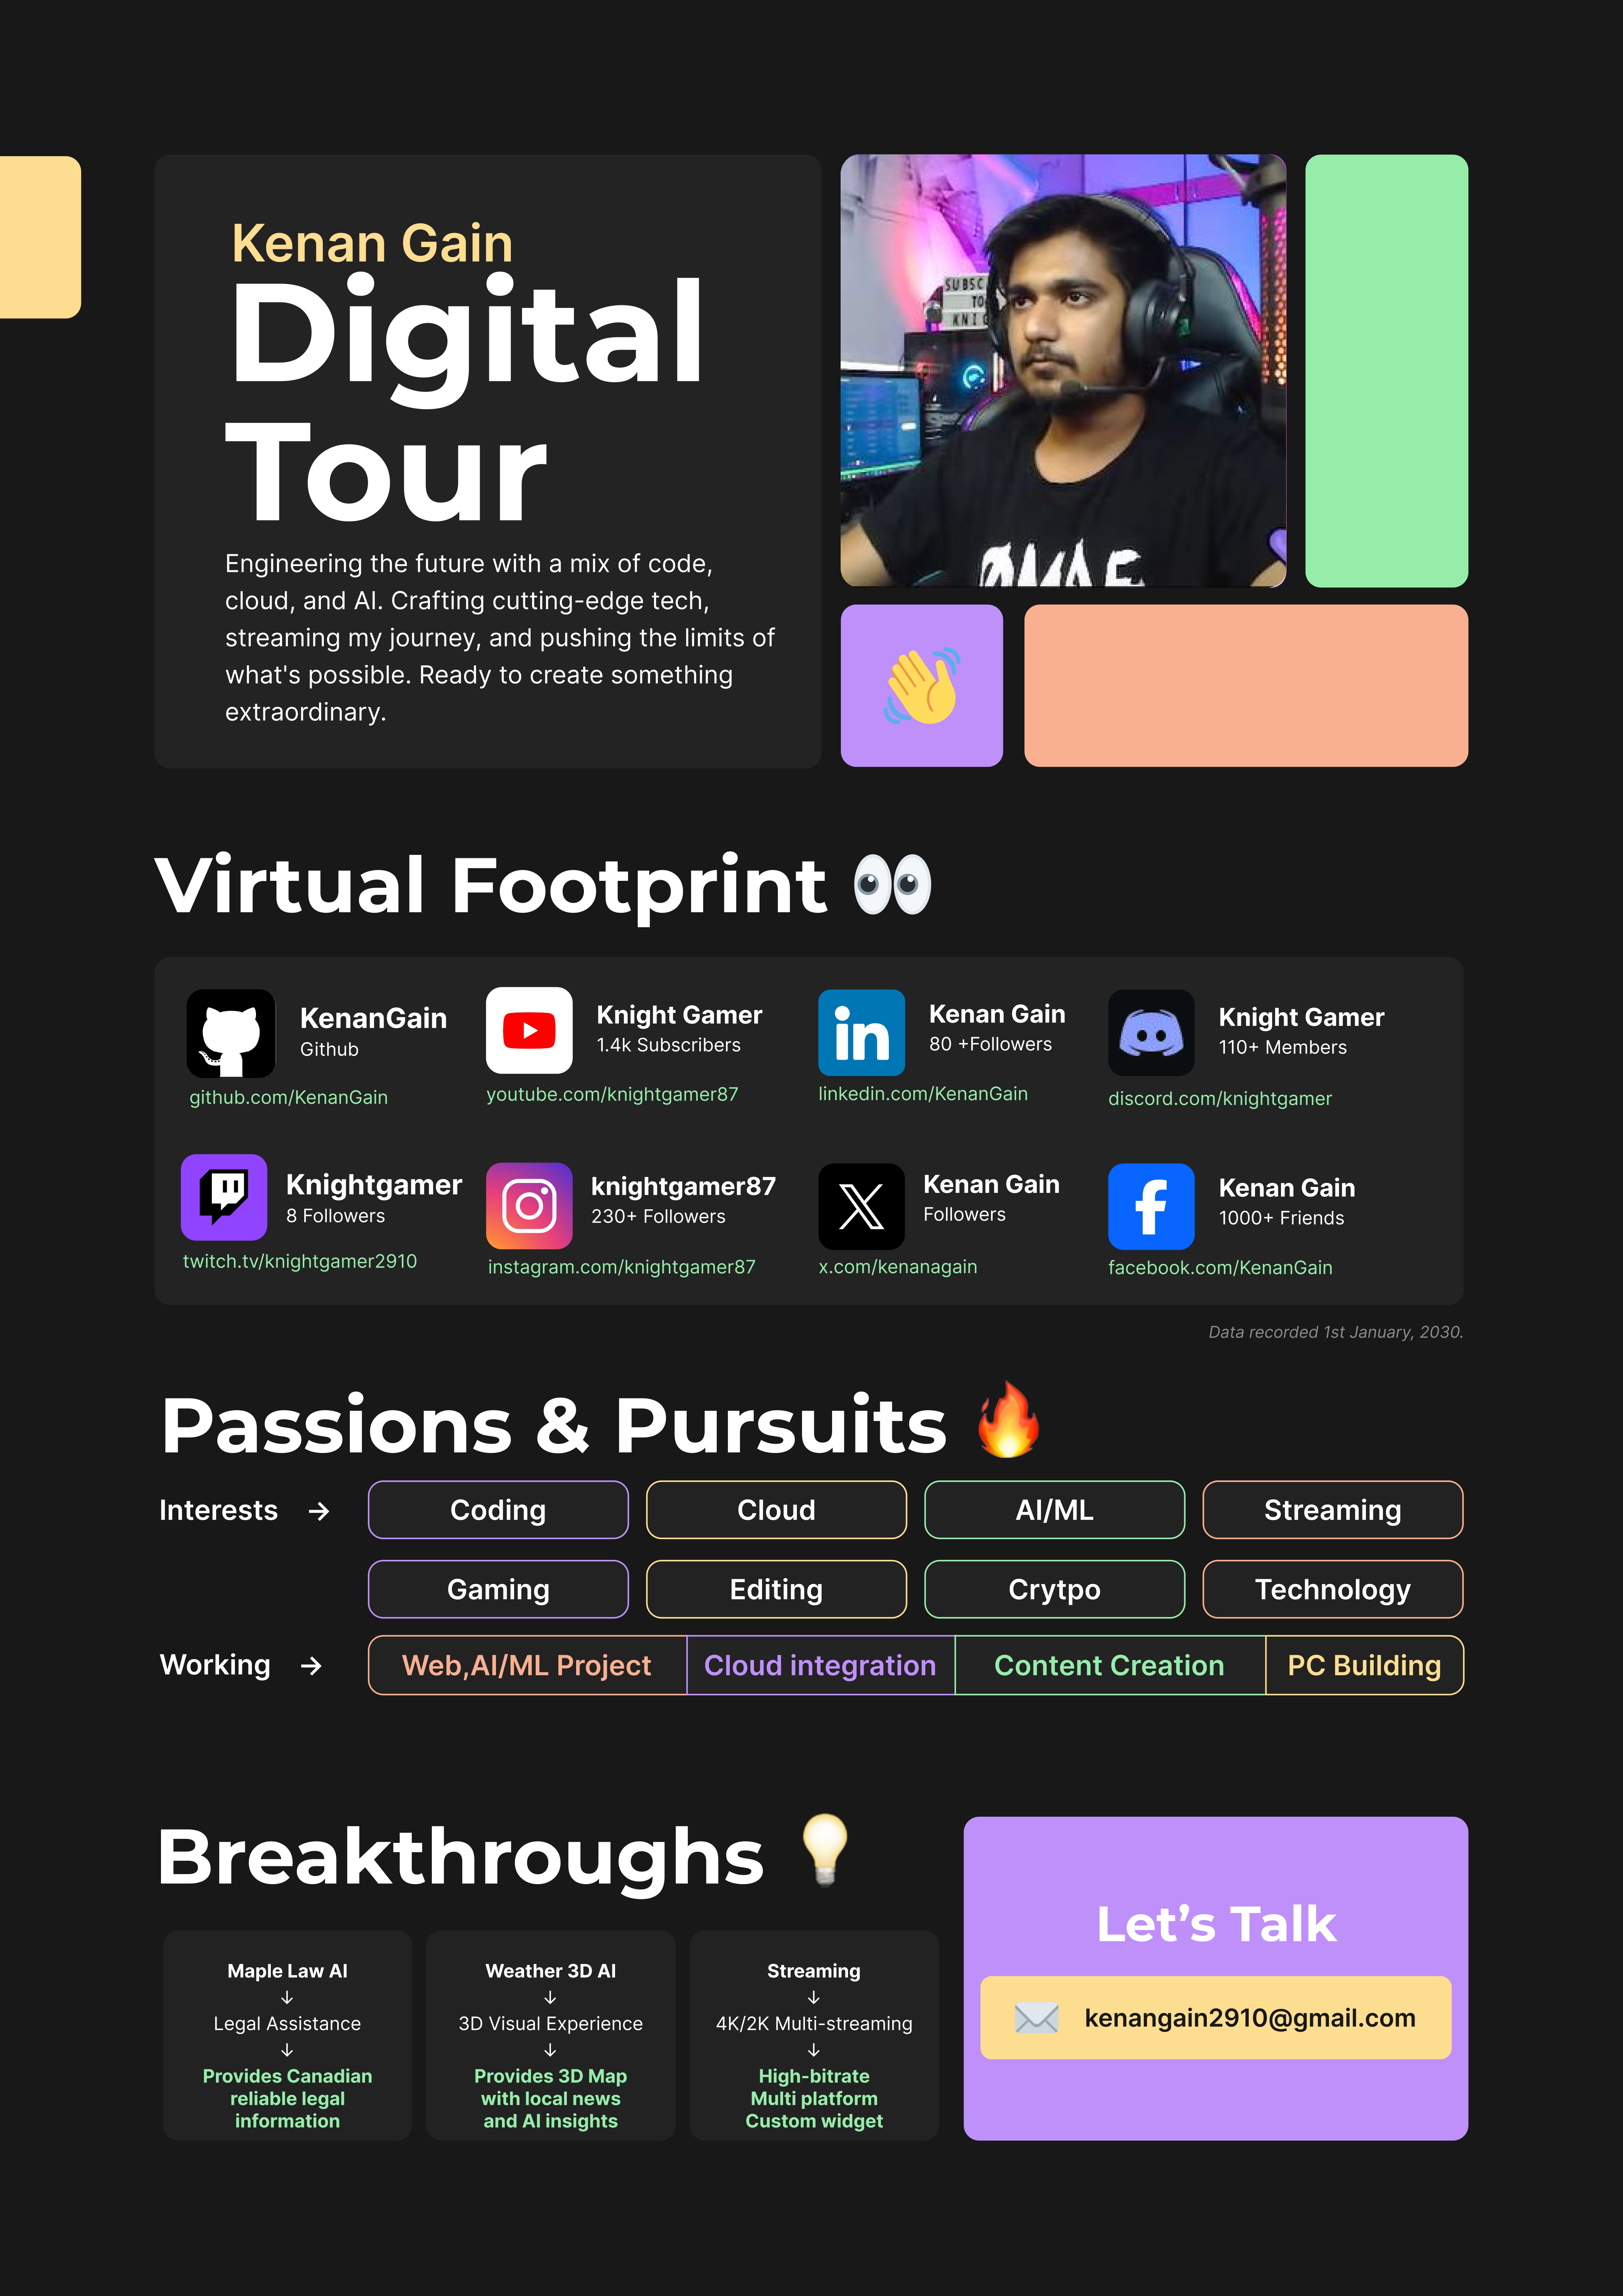 Kenan Gain
Digital
Tour
Engineering the future with a mix of code,
cloud, and AI. Crafting cutting-edge tech,
streaming my journey, and pushing the limits of
what's possible. Ready to create something
extraordinary.
SUBSC
TO
KNIG
Virtual Footprint
KenanGain
Github
github.com/KenanGain
Knight Gamer
1.4k Subscribers
youtube.com/knightgamer87
in
Kenan Gain
80 +Followers
linkedin.com/KenanGain
Knight Gamer
110+ Members
discord.com/knightgamer
Knightgamer
8 Followers
twitch.tv/knightgamer2910
knightgamer87
230+ Followers
instagram.com/knightgamer87
X
Kenan Gain
Followers
x.com/kenanagain
f
Kenan Gain
1000+ Friends
facebook.com/KenanGain
Data recorded 1st January, 2030.
Passions & Pursuits
Interests →
Coding
Cloud
AI/ML
Streaming
Gaming
Editing
Crytpo
Technology
Working →
Web,AI/ML Project
Cloud integration
Content Creation
PC Building
Breakthroughs
Maple Law AI
↓
Legal Assistance
↓
Provides Canadian
reliable legal
information
Weather 3D AI
↓
3D Visual Experience
↓
Provides 3D Map
with local news
and AI insights
Streaming
↓
4K/2K Multi-streaming
↓
High-bitrate
Multi platform
Custom widget
Let’s Talk
kenangain2910@gmail.com